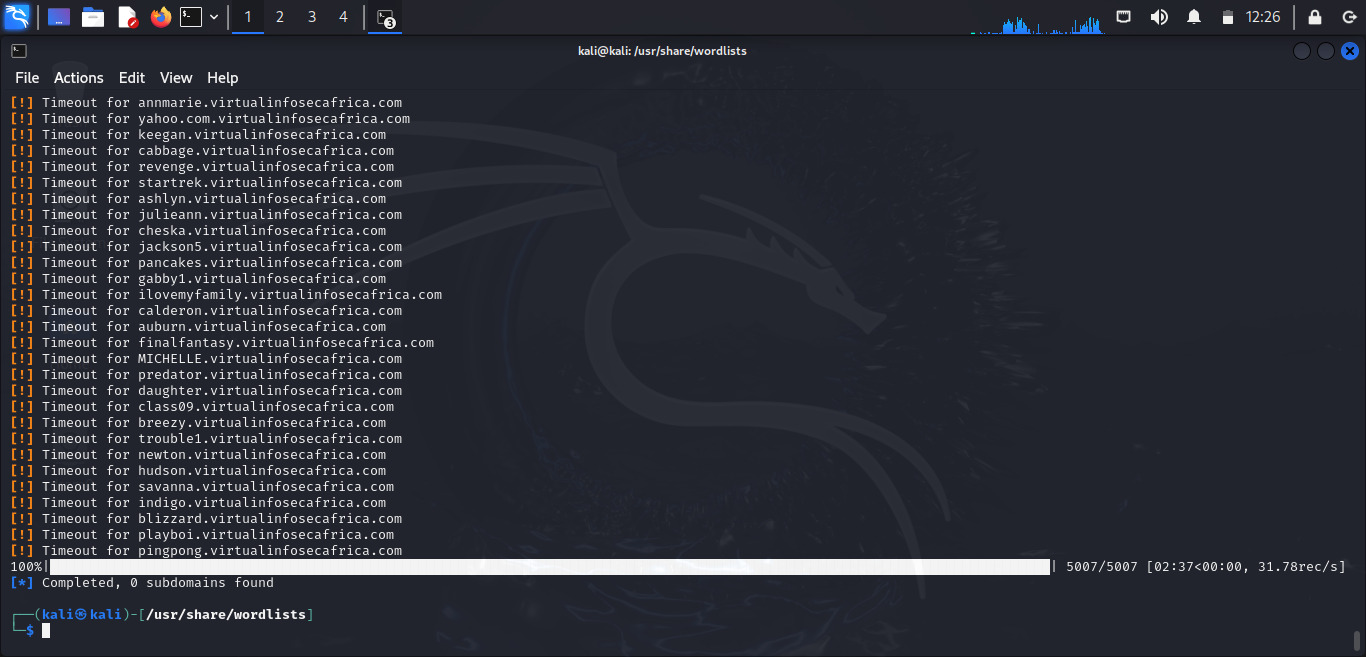 1 2 3 4 3 12:26
kali@kali: /usr/share/wordlists
File Actions Edit View Help
[!] Timeout for annmarie.virtualinfosecafrica.com
[!] Timeout for yahoo.com.virtualinfosecafrica.com
[!] Timeout for keegan.virtualinfosecafrica.com
[!] Timeout for cabbage.virtualinfosecafrica.com
[!] Timeout for revenge.virtualinfosecafrica.com
[!] Timeout for startrek.virtualinfosecafrica.com
[!] Timeout for ashlyn.virtualinfosecafrica.com
[!] Timeout for julieann.virtualinfosecafrica.com
[!] Timeout for cheska.virtualinfosecafrica.com
[!] Timeout for jackson5.virtualinfosecafrica.com
[!] Timeout for pancakes.virtualinfosecafrica.com
[!] Timeout for gabby1.virtualinfosecafrica.com
[!] Timeout for ilovemyfamily.virtualinfosecafrica.com
[!] Timeout for calderon.virtualinfosecafrica.com
[!] Timeout for auburn.virtualinfosecafrica.com
[!] Timeout for finalfantasy.virtualinfosecafrica.com
[!] Timeout for MICHELLE.virtualinfosecafrica.com
[!] Timeout for predator.virtualinfosecafrica.com
[!] Timeout for daughter.virtualinfosecafrica.com
[!] Timeout for class09.virtualinfosecafrica.com
[!] Timeout for breezy.virtualinfosecafrica.com
[!] Timeout for trouble1.virtualinfosecafrica.com
[!] Timeout for newton.virtualinfosecafrica.com
[!] Timeout for hudson.virtualinfosecafrica.com
[!] Timeout for savanna.virtualinfosecafrica.com
[!] Timeout for indigo.virtualinfosecafrica.com
[!] Timeout for blizzard.virtualinfosecafrica.com
[!] Timeout for playboi.virtualinfosecafrica.com
[!] Timeout for pingpong.virtualinfosecafrica.com
100%| | 5007/5007 [02:37<00:00, 31.78rec/s]
[*] Completed, 0 subdomains found
┌──(kali㉿kali)-[/usr/share/wordlists]
└─$